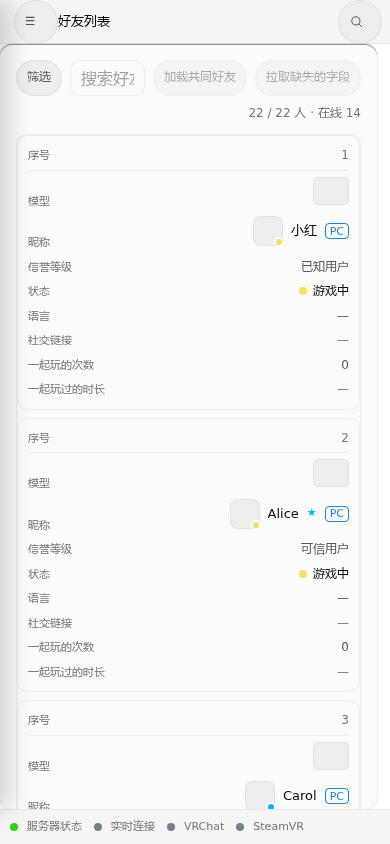 ☰ 好友列表
筛选 搜索好友 加载共同好友 拉取缺失的字段
22 / 22 人 · 在线 14
序号 1
模型
昵称 小红 PC
信誉等级 已知用户
状态 游戏中
语言 —
社交链接 —
一起玩的次数 0
一起玩过的时长 —
序号 2
模型
昵称 Alice ★ PC
信誉等级 可信用户
状态 游戏中
语言 —
社交链接 —
一起玩的次数 0
一起玩过的时长 —
序号 3
模型
昵称 Carol PC
服务器状态 实时连接 VRChat SteamVR